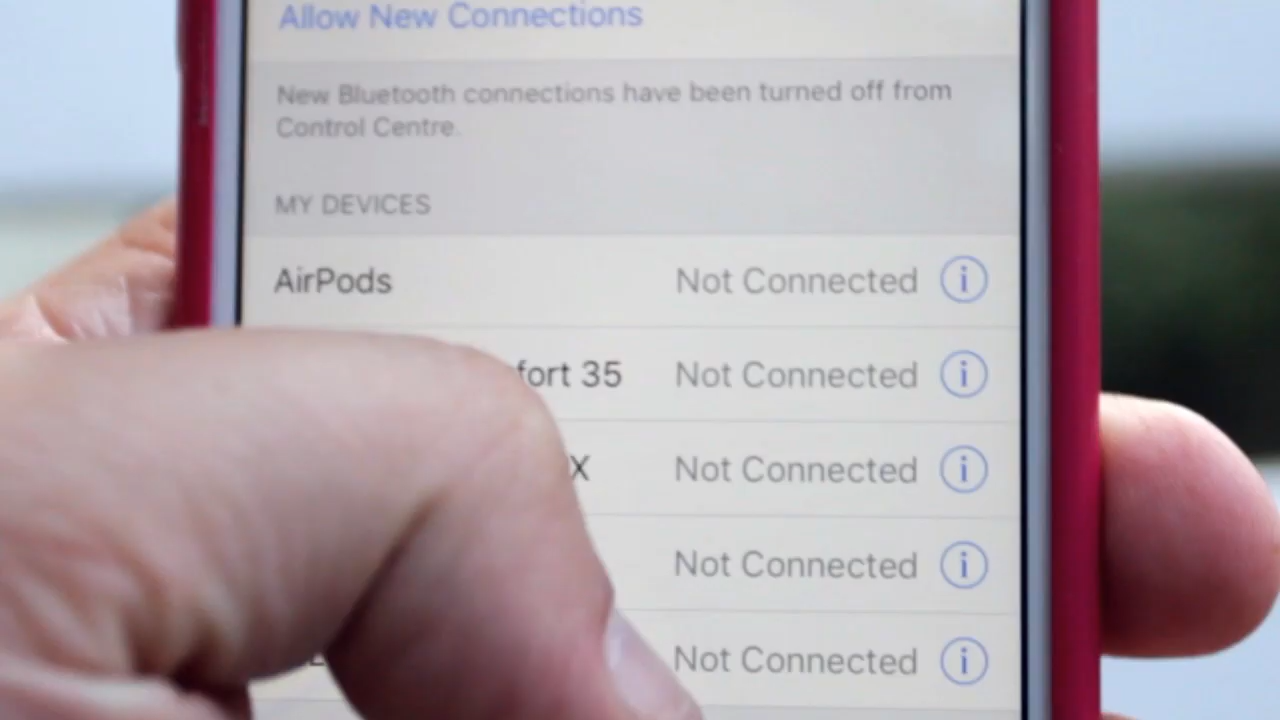 Allow New Connections
New Bluetooth connections have been turned off from
Control Centre.
MY DEVICES
AirPods Not Connected
fort 35 Not Connected
X Not Connected
Not Connected
Not Connected